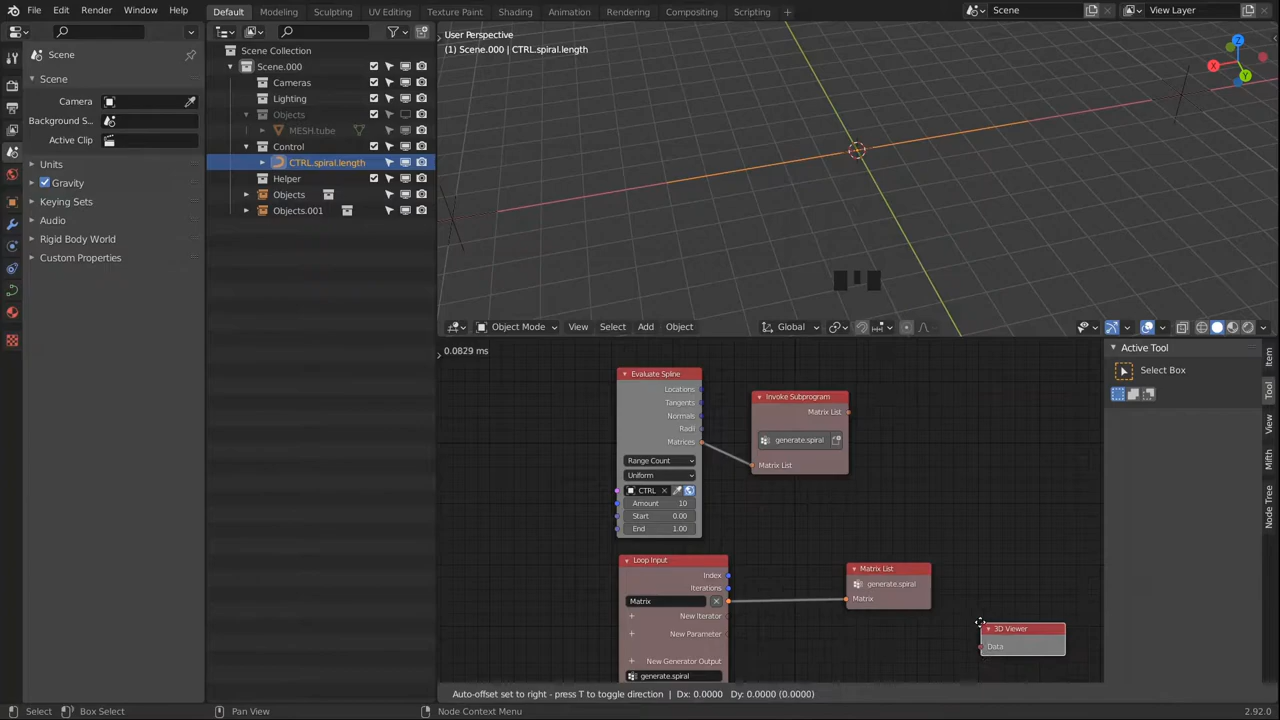 File Edit Render Window Help
Default Modeling Sculpting UV Editing Texture Paint Shading Animation Rendering Compositing Scripting +
Scene
View Layer
Scene
Scene
Camera
Background S...
Active Clip
Units
Gravity
Keying Sets
Audio
Rigid Body World
Custom Properties
Scene Collection
Scene.000
Cameras
Lighting
Objects
MESH.tube
Control
CTRL.spiral.length
Helper
Objects
Objects.001
User Perspective
(1) Scene.000 | CTRL.spiral.length
Z
X
Y
Object Mode View Select Add Object
Global
0.0829 ms
Evaluate Spline
Locations
Tangents
Normals
Radii
Matrices
Range Count
Uniform
CTRL
Amount 10
Start 0.00
End 1.00
Invoke Subprogram
Matrix List
generate.spiral
Matrix List
Loop Input
Index
Iterations
Matrix
New Iterator
New Parameter
New Generator Output
generate.spiral
Matrix List
generate.spiral
Matrix
3D Viewer
Data
Active Tool
Select Box
Item
Tool
View
Mith
Node Tree
Auto-offset set to right - press T to toggle direction | Dx: 0.0000 Dy: 0.0000 (0.0000)
Select Box Select Pan View Node Context Menu 2.92.0